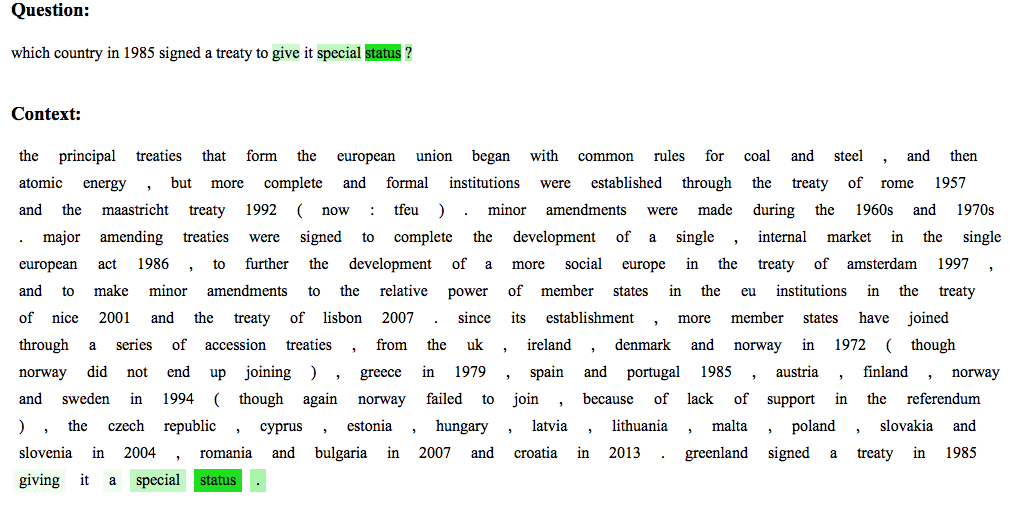 Question:
which country in 1985 signed a treaty to give it special status ?
Context:
the principal treaties that form the european union began with common rules for coal and steel , and then
atomic energy , but more complete and formal institutions were established through the treaty of rome 1957
and the maastricht treaty 1992 ( now : tfeu ) . minor amendments were made during the 1960s and 1970s
. major amending treaties were signed to complete the development of a single , internal market in the single
european act 1986 , to further the development of a more social europe in the treaty of amsterdam 1997 ,
and to make minor amendments to the relative power of member states in the eu institutions in the treaty
of nice 2001 and the treaty of lisbon 2007 . since its establishment , more member states have joined
through a series of accession treaties , from the uk , ireland , denmark and norway in 1972 ( though
norway did not end up joining ) , greece in 1979 , spain and portugal 1985 , austria , finland , norway
and sweden in 1994 ( though again norway failed to join , because of lack of support in the referendum
) , the czech republic , cyprus , estonia , hungary , latvia , lithuania , malta , poland , slovakia and
slovenia in 2004 , romania and bulgaria in 2007 and croatia in 2013 . greenland signed a treaty in 1985
giving it a special status .